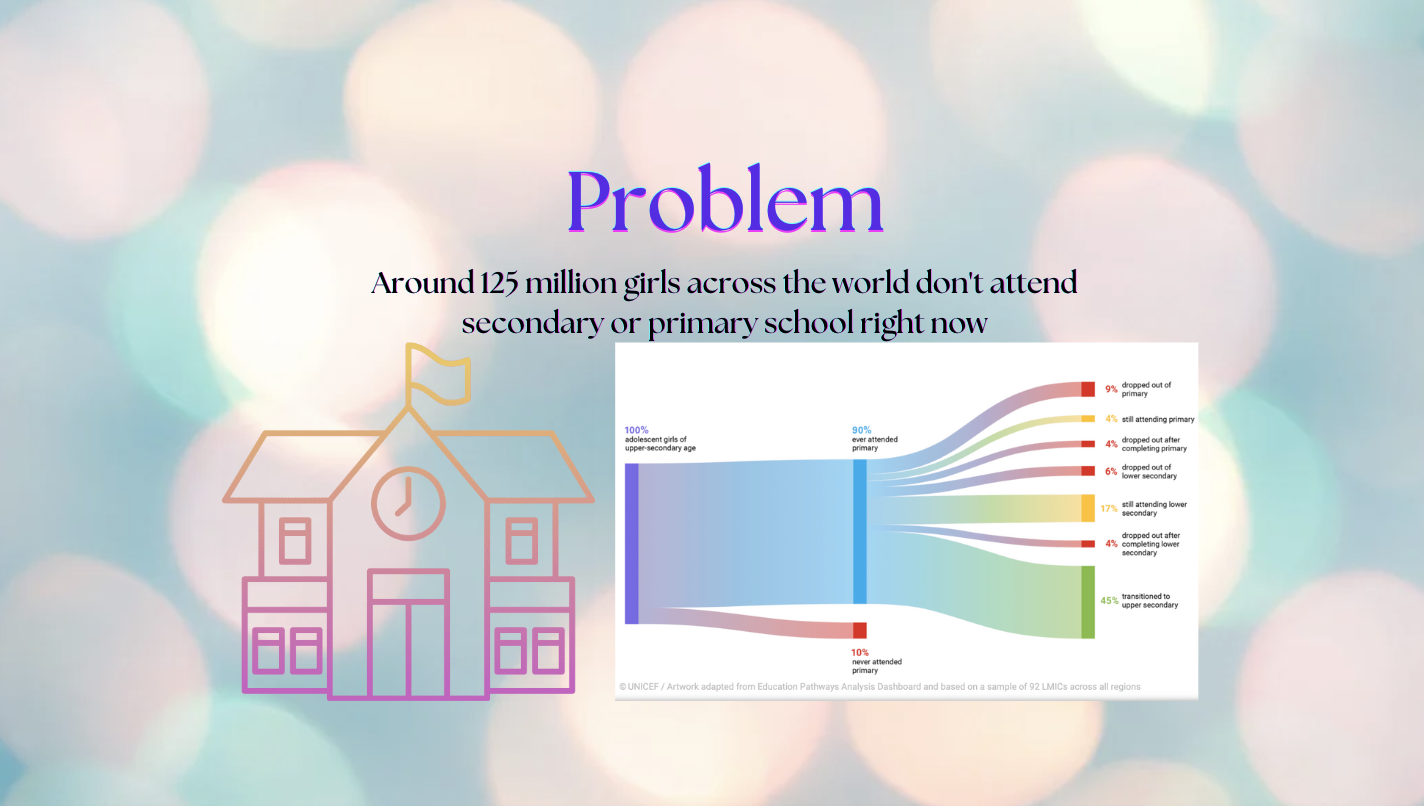 Problem
Around 125 million girls across the world don't attend
secondary or primary school right now
100%
adolescent girls of
upper-secondary age
90%
ever attended
primary
10%
never attended
primary
9%
dropped out of
primary
4%
still attending primary
4%
dropped out after
completing primary
6%
dropped out of
lower secondary
17%
still attending lower
secondary
4%
dropped out after
completing lower
secondary
45%
transitioned to
upper secondary
© UNICEF / Artwork adapted from Education Pathways Analysis Dashboard and based on a sample of 92 LMICs across all regions